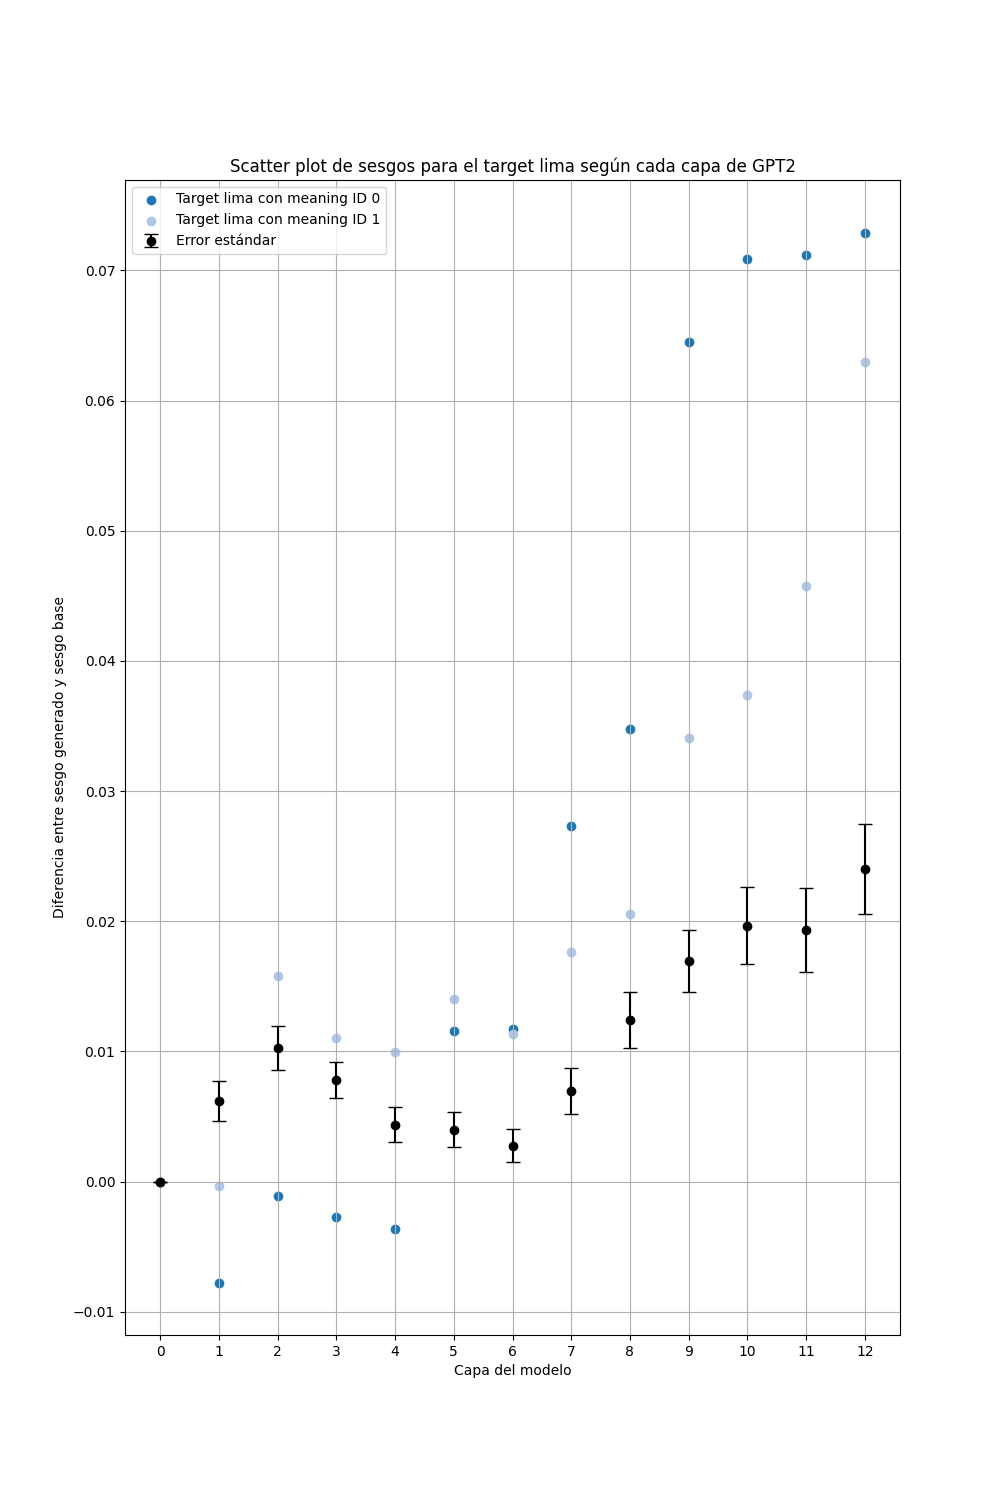 Scatter plot de sesgos para el target lima según cada capa de GPT2
Target lima con meaning ID 0
Target lima con meaning ID 1
Error estándar
0.07
0.06
0.05
0.04
0.03
0.02
0.01
0.00
−0.01
Diferencia entre sesgo generado y sesgo base
0 1 2 3 4 5 6 7 8 9 10 11 12
Capa del modelo